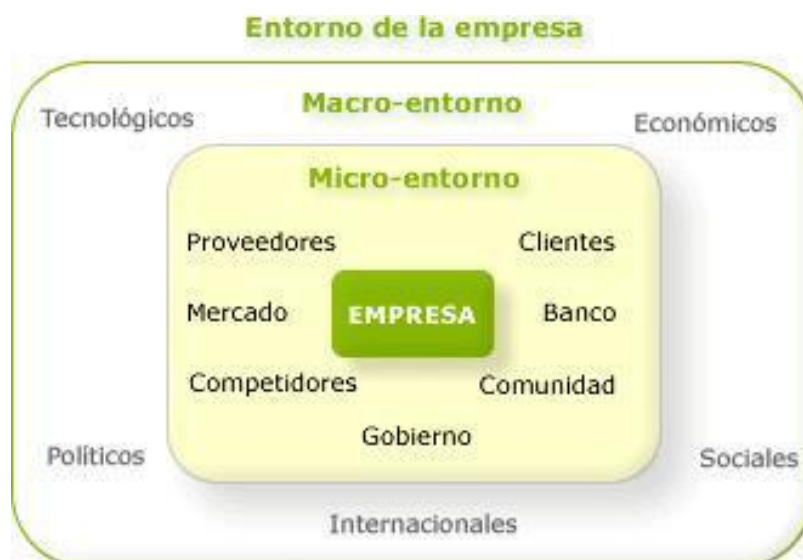 Entorno de la empresa
Macro-entorno
Tecnológicos
Económicos
Micro-entorno
Proveedores
Clientes
Mercado
EMPRESA
Banco
Competidores
Comunidad
Gobierno
Políticos
Sociales
Internacionales